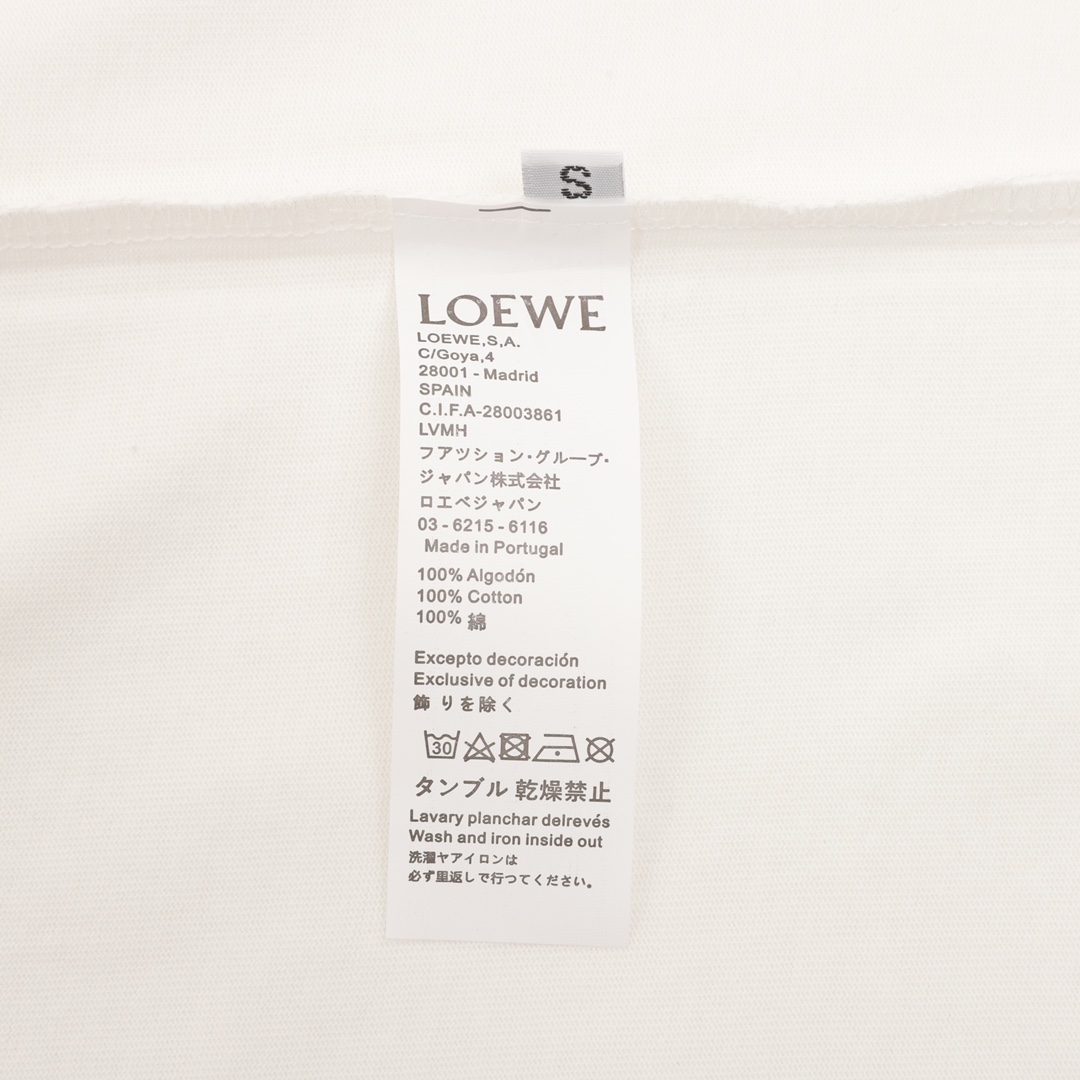 S
LOEWE
LOEWE,S,A.
C/Goya,4
28001 - Madrid
SPAIN
C.I.F.A-28003861
LVMH
フアツション・グループ・
ジャパン株式会社
ロエベジャパン
03 - 6215 - 6116
Made in Portugal
100% Algodón
100% Cotton
100% 綿
Excepto decoración
Exclusive of decoration
飾 りを除く
30
タンブル 乾燥禁止
Lavary planchar delrevés
Wash and iron inside out
洗濯ヤアイロンは
必ず里返しで行つてください。